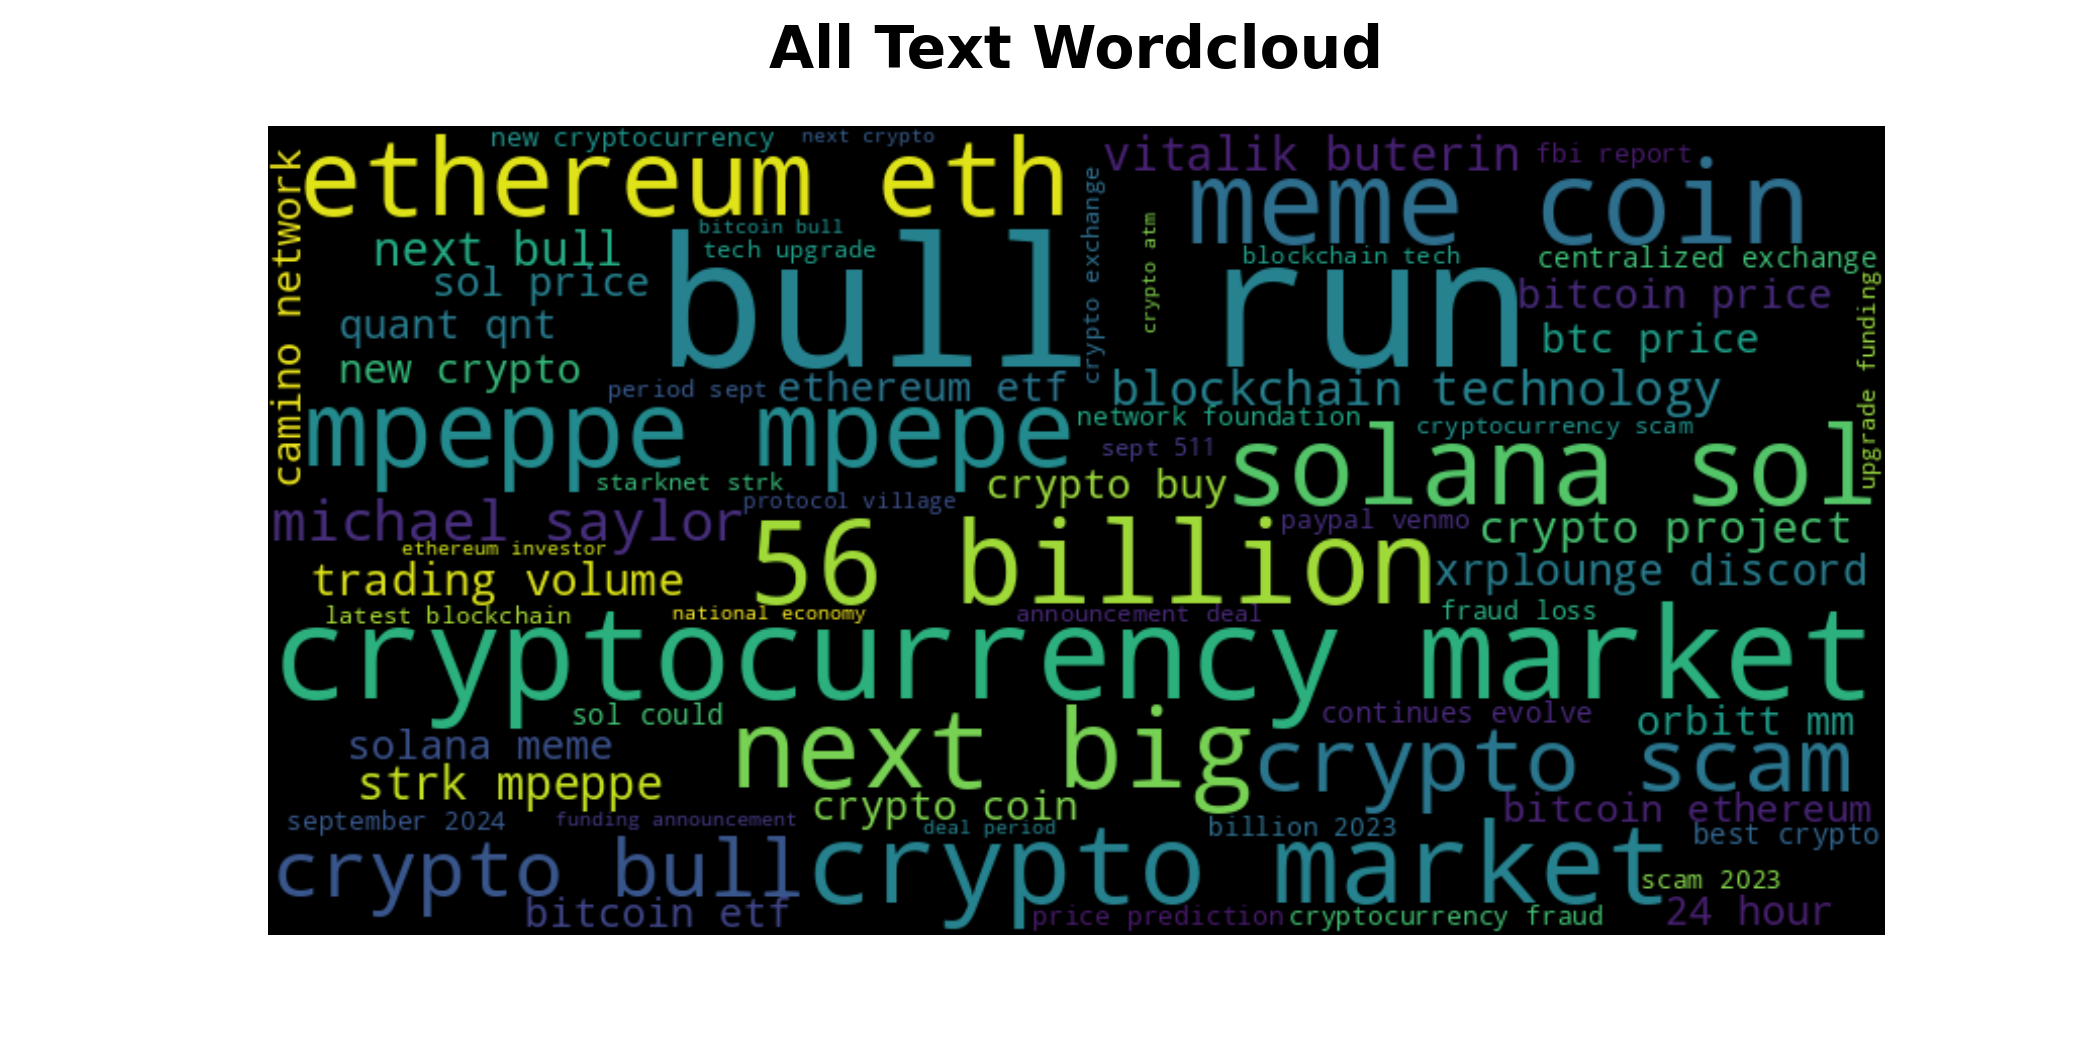 All Text Wordcloud
new cryptocurrency
next crypto
ethereum eth
vitalik buterin
fbi report
meme coin
camino network
bitcoin bull
next bull
tech upgrade
bull run
crypto exchange
crypto atm
blockchain tech
centralized exchange
sol price
bitcoin price
upgrade funding
quant qnt
btc price
new crypto
period sept
ethereum etf
blockchain technology
mpeppe mpepe
network foundation
cryptocurrency scam
sept 511
solana sol
starknet strk
crypto buy
protocol village
michael saylor
paypal venmo
crypto project
ethereum investor
56 billion
trading volume
xrplounge discord
latest blockchain
national economy
announcement deal
fraud loss
cryptocurrency market
sol could
continues evolve
orbitt mm
solana meme
next big
crypto scam
strk mpeppe
crypto coin
bitcoin ethereum
september 2024
funding announcement
deal period
billion 2023
best crypto
crypto bull
crypto market
scam 2023
bitcoin etf
price prediction
cryptocurrency fraud
24 hour